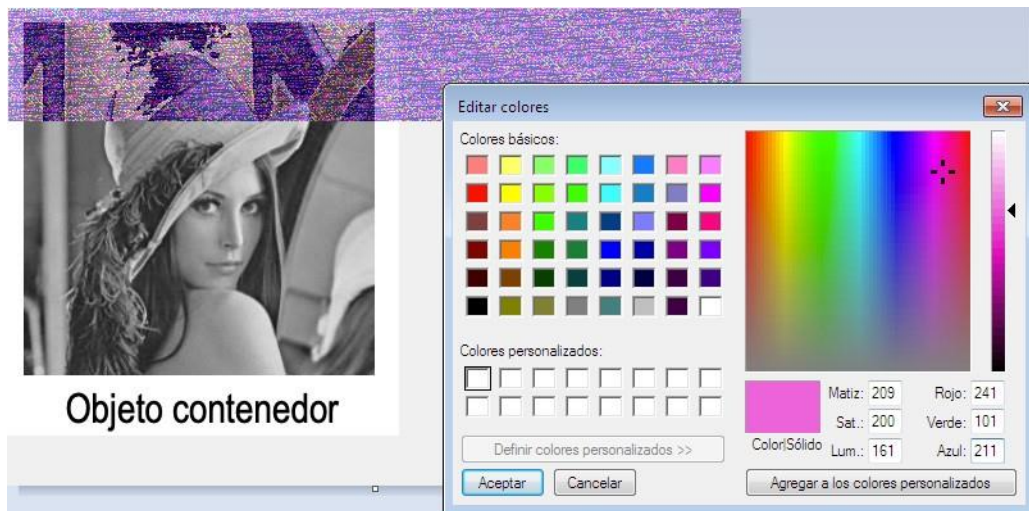 Editar colores
Colores básicos:
Colores personalizados:
Definir colores personalizados >>
Aceptar Cancelar
Color|Sólido
Matiz: 209 Rojo: 241
Sat.: 200 Verde: 101
Lum.: 161 Azul: 211
Agregar a los colores personalizados
Objeto contenedor